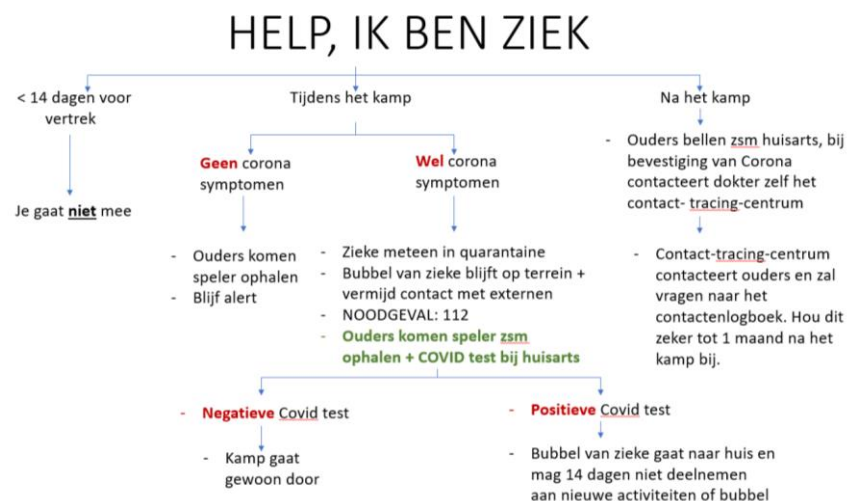 HELP, IK BEN ZIEK
< 14 dagen voor
vertrek
Je gaat niet mee
Tijdens het kamp
Geen corona
symptomen
- Ouders komen
speler ophalen
- Blijf alert
Wel corona
symptomen
- Zieke meteen in quarantaine
- Bubbel van zieke blijft op terrein +
vermijd contact met externen
- NOODGEVAL: 112
- Ouders komen speler zsm
ophalen + COVID test bij huisarts
- Negatieve Covid test
- Kamp gaat
gewoon door
- Positieve Covid test
- Bubbel van zieke gaat naar huis en
mag 14 dagen niet deelnemen
aan nieuwe activiteiten of bubbel
Na het kamp
- Ouders bellen zsm huisarts, bij
bevestiging van Corona
contacteert dokter zelf het
contact- tracing-centrum
- Contact-tracing-centrum
contacteert ouders en zal
vragen naar het
contactenlogboek. Hou dit
zeker tot 1 maand na het
kamp bij.